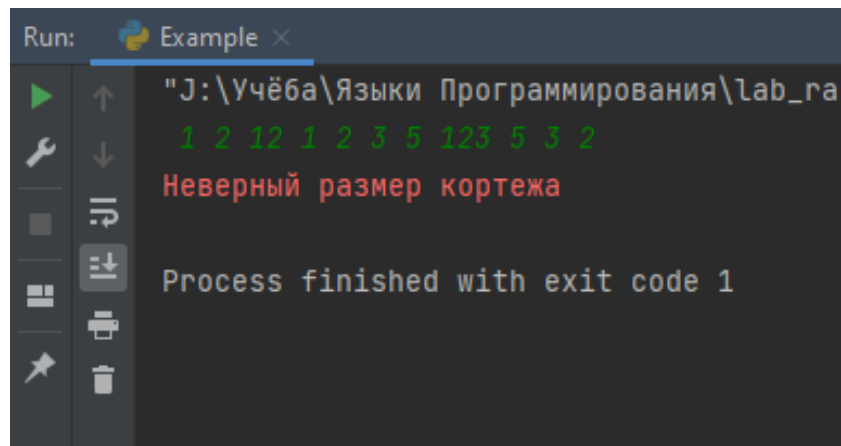 Run: Example
"J:\Учёба\Языки Программирования\lab_ra
1 2 12 1 2 3 5 123 5 3 2
Неверный размер кортежа
Process finished with exit code 1